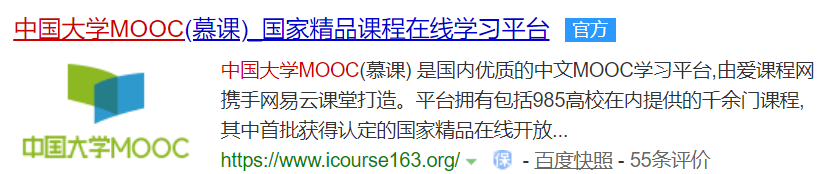 中国大学MOOC(慕课)_国家精品课程在线学习平台 官方
中国大学MOOC(慕课) 是国内优质的中文MOOC学习平台,由爱课程网
携手网易云课堂打造。平台拥有包括985高校在内提供的千余门课程,
其中首批获得认定的国家精品在线开放...
中国大学MOOC
https://www.icourse163.org/ 保 - 百度快照 - 55条评价